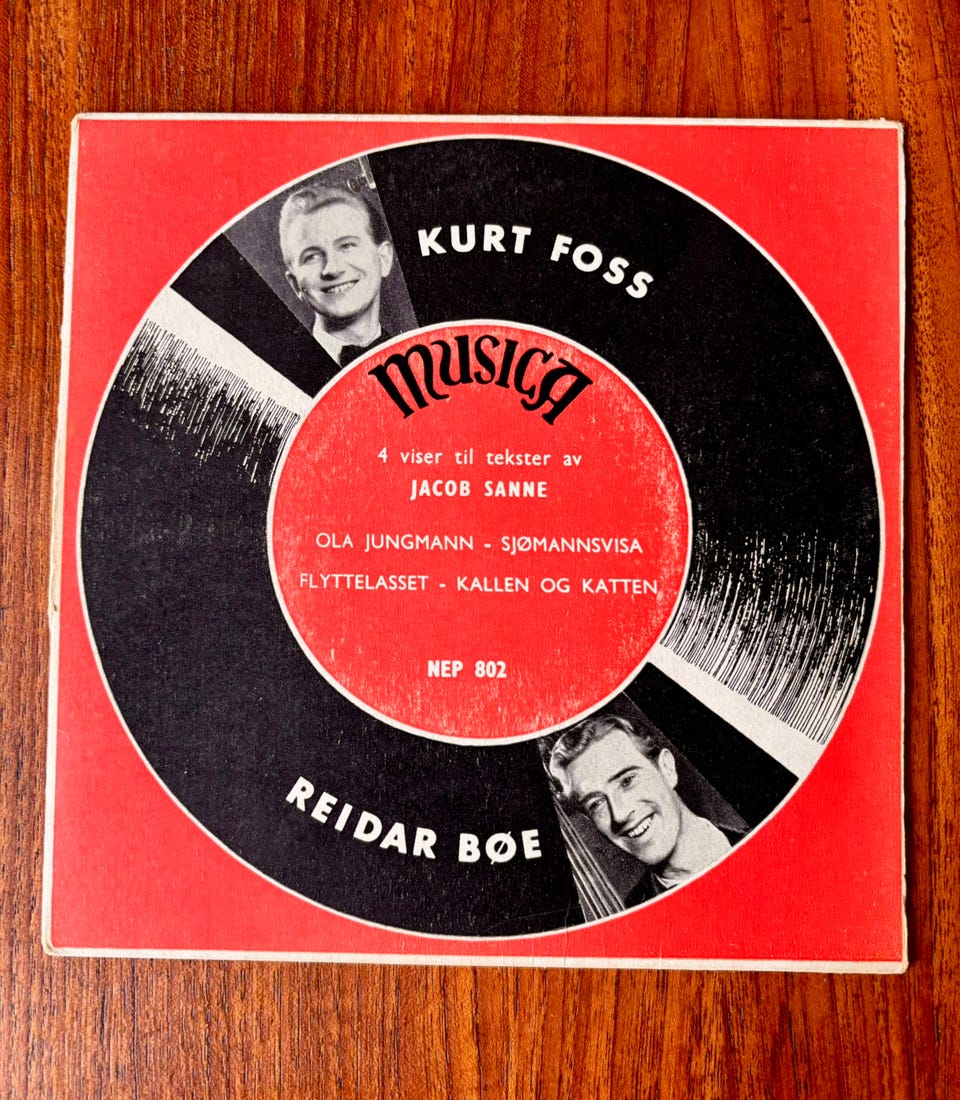 KURT FOSS
MUSICA
4 viser til tekster av
JACOB SANNE
OLA JUNGMANN - SJØMANNSVISA
FLYTTELASSET - KALLEN OG KATTEN
NEP 802
REIDAR BØE